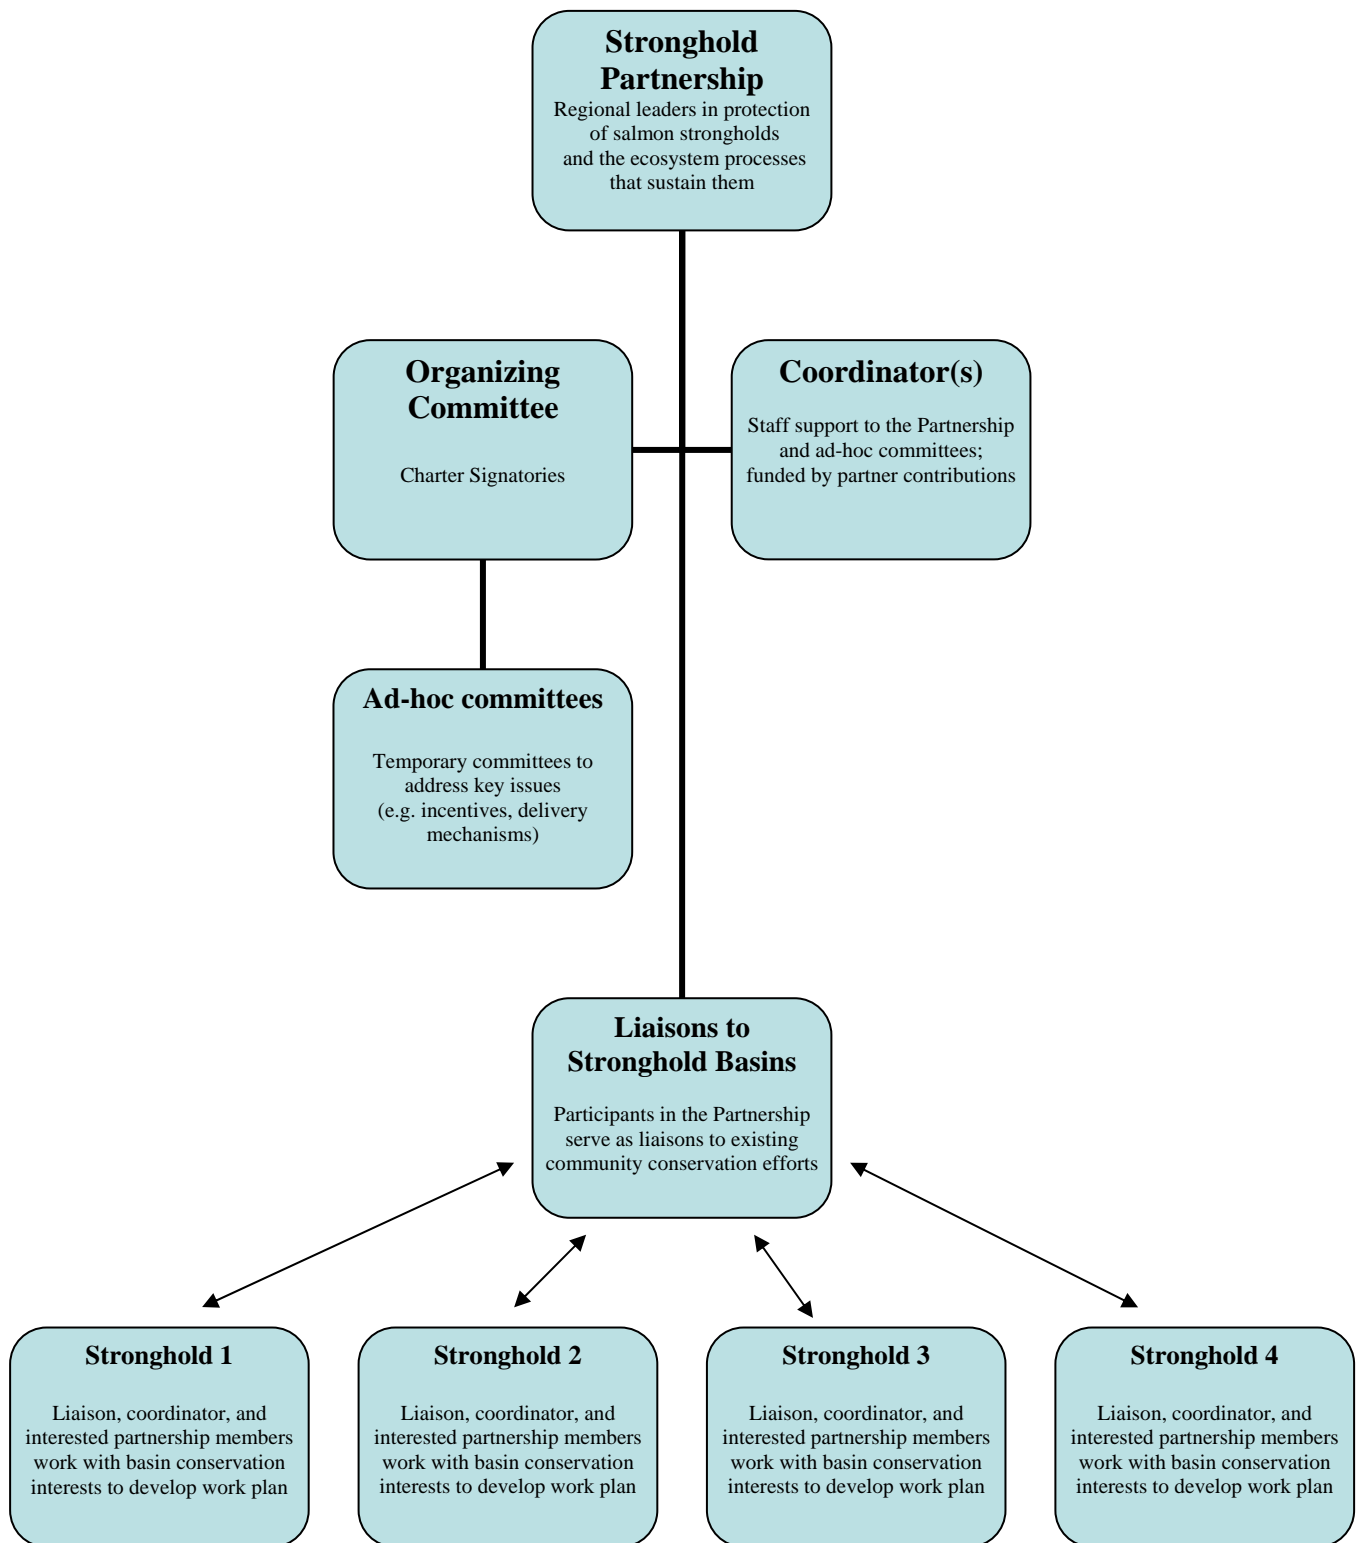 Stronghold
Partnership
Regional leaders in protection
of salmon strongholds
and the ecosystem processes
that sustain them
Organizing
Committee
Charter Signatories
Coordinator(s)
Staff support to the Partnership
and ad-hoc committees;
funded by partner contributions
Ad-hoc committees
Temporary committees to
address key issues
(e.g. incentives, delivery
mechanisms)
Liaisons to
Stronghold Basins
Participants in the Partnership
serve as liaisons to existing
community conservation efforts
Stronghold 1
Liaison, coordinator, and
interested partnership members
work with basin conservation
interests to develop work plan
Stronghold 2
Liaison, coordinator, and
interested partnership members
work with basin conservation
interests to develop work plan
Stronghold 3
Liaison, coordinator, and
interested partnership members
work with basin conservation
interests to develop work plan
Stronghold 4
Liaison, coordinator, and
interested partnership members
work with basin conservation
interests to develop work plan